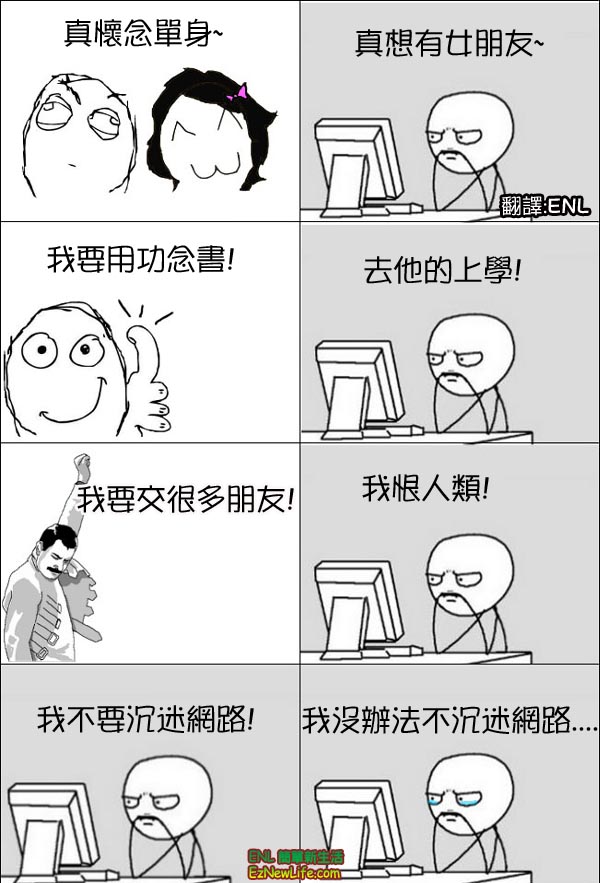 真懷念單身~
真想有女朋友~
翻譯:ENL
我要用功念書!
去他的上學!
我要交很多朋友!
我恨人類!
我不要沉迷網路!
我沒辦法不沉迷網路....
ENL 簡單新生活
EzNewLife.com